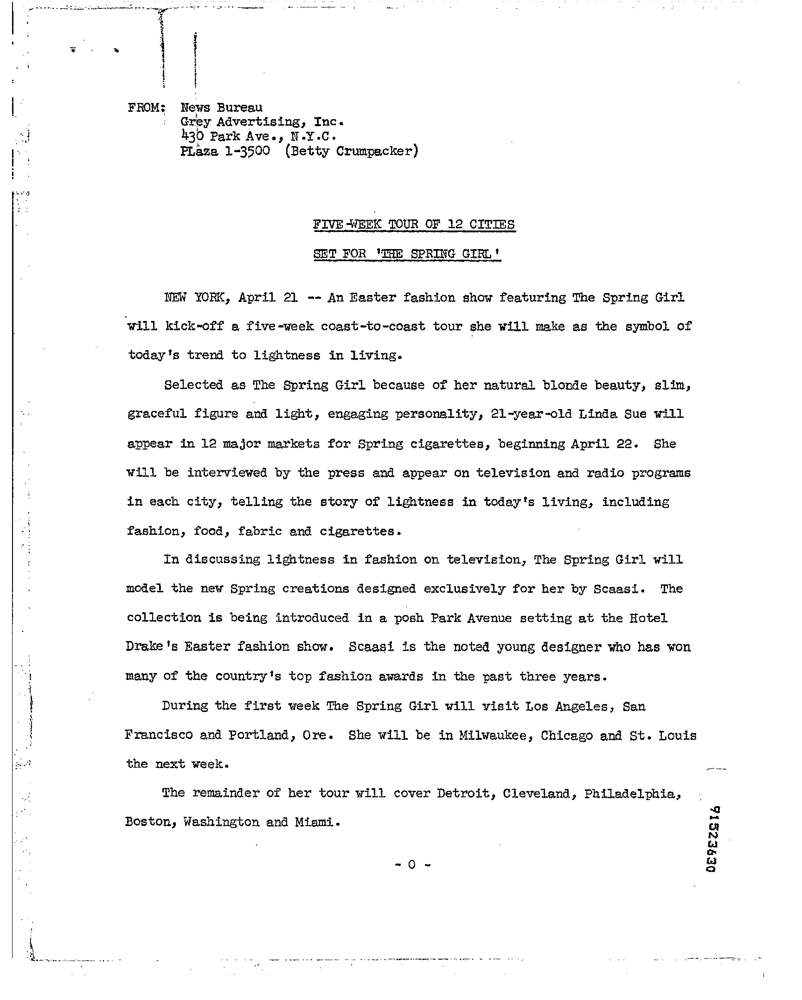 FROM: News Bureau
Grey Advertising, Inc.
430 Park Ave., N.Y.C.
PLaza 1-3500 (Betty Crumpacker)
FIVE-WEEK TOUR OF 12 CITIES
SET FOR 'THE SPRING GIRL'
NEW YORK, April 21 -- An Easter fashion show featuring The Spring Girl
will kick-off a five-week coast-to-coast tour she will make as the symbol of
today's trend to lightness in living.
Selected as The Spring Girl because of her natural blonde beauty, slim,
graceful figure and light, engaging personality, 21-year-old Linda Sue will
appear in 12 major markets for Spring cigarettes, beginning April 22. She
will be interviewed by the press and appear on television and radio programs
in each city, telling the story of lightness in today's living, including
fashion, food, fabric and cigarettes.
In discussing lightness in fashion on television, The Spring Girl will
model the new Spring creations designed exclusively for her by Scaasi. The
collection is being introduced in a posh Park Avenue setting at the Hotel
Drake's Easter fashion show. Scaasi is the noted young designer who has won
many of the country's top fashion awards in the past three years.
During the first week The Spring Girl will visit Los Angeles, San
Francisco and Portland, Ore. She will be in Milwaukee, Chicago and St. Louis
the next week.
The remainder of her tour will cover Detroit, Cleveland, Philadelphia,
Boston, Washington and Miami.
- 0 -
91523630